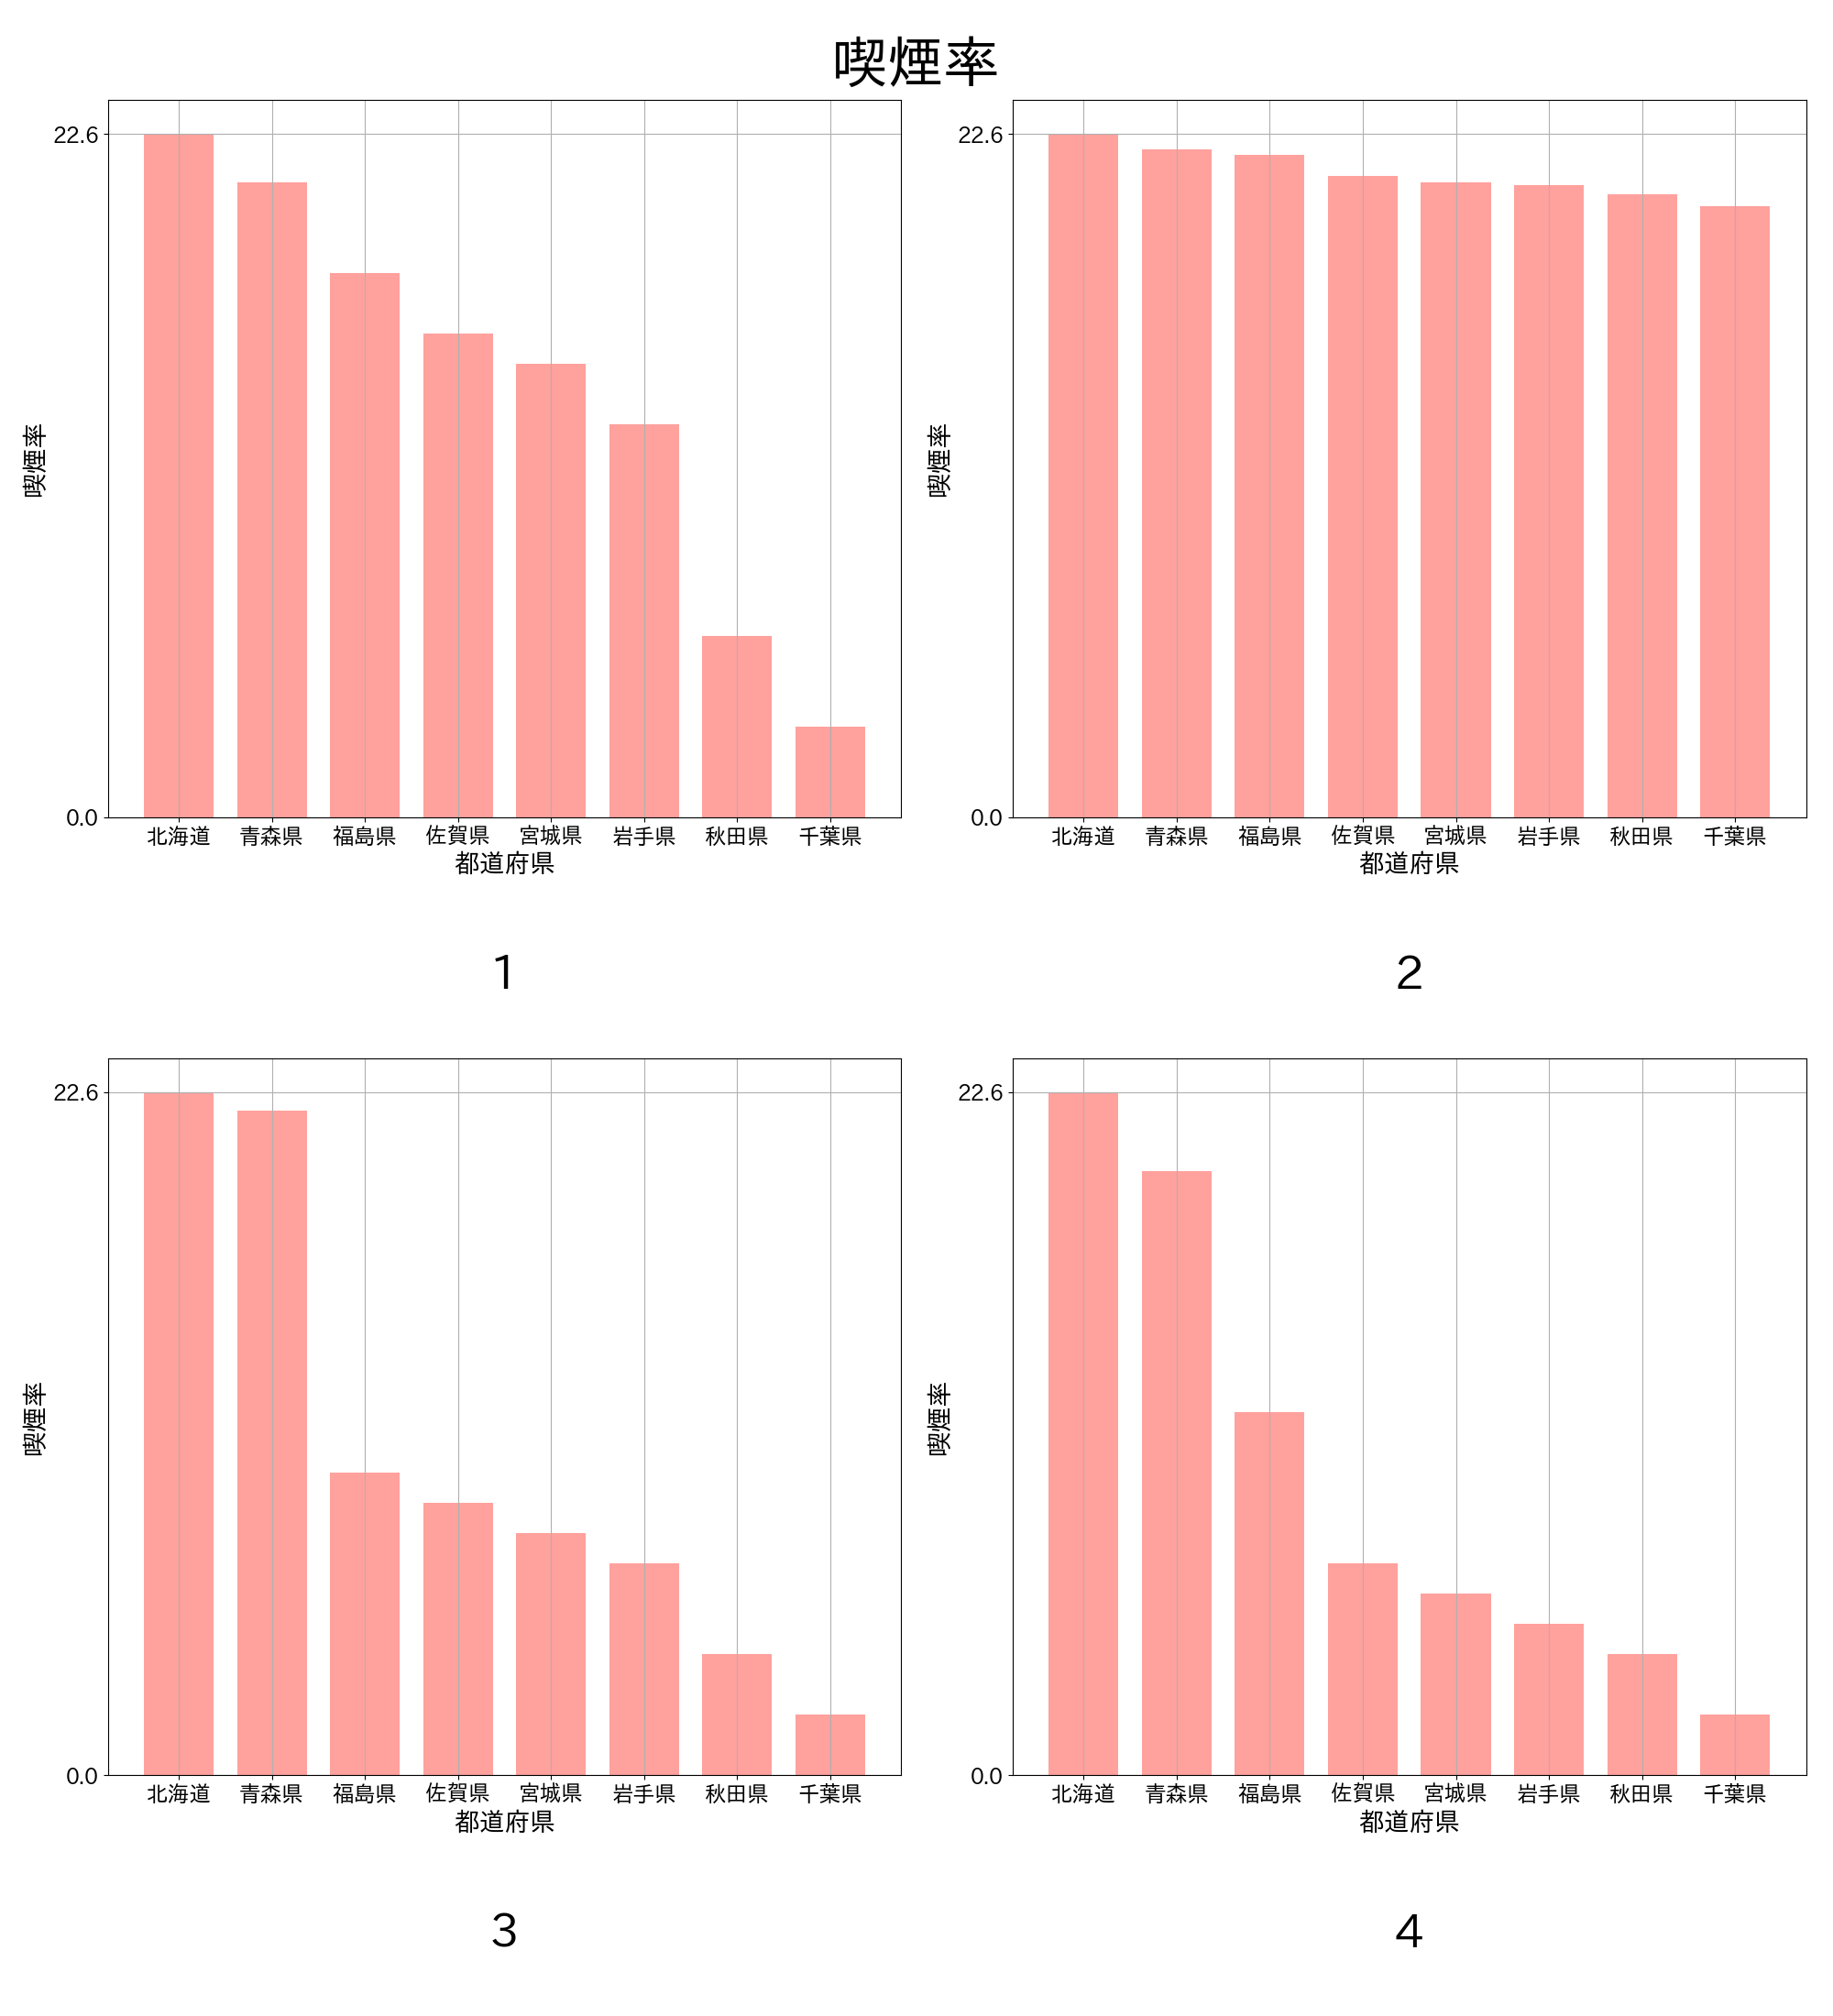 喫煙率
22.6
0.0
喫煙率
北海道 青森県 福島県 佐賀県 宮城県 岩手県 秋田県 千葉県
都道府県
1
22.6
0.0
喫煙率
北海道 青森県 福島県 佐賀県 宮城県 岩手県 秋田県 千葉県
都道府県
2
22.6
0.0
喫煙率
北海道 青森県 福島県 佐賀県 宮城県 岩手県 秋田県 千葉県
都道府県
3
22.6
0.0
喫煙率
北海道 青森県 福島県 佐賀県 宮城県 岩手県 秋田県 千葉県
都道府県
4